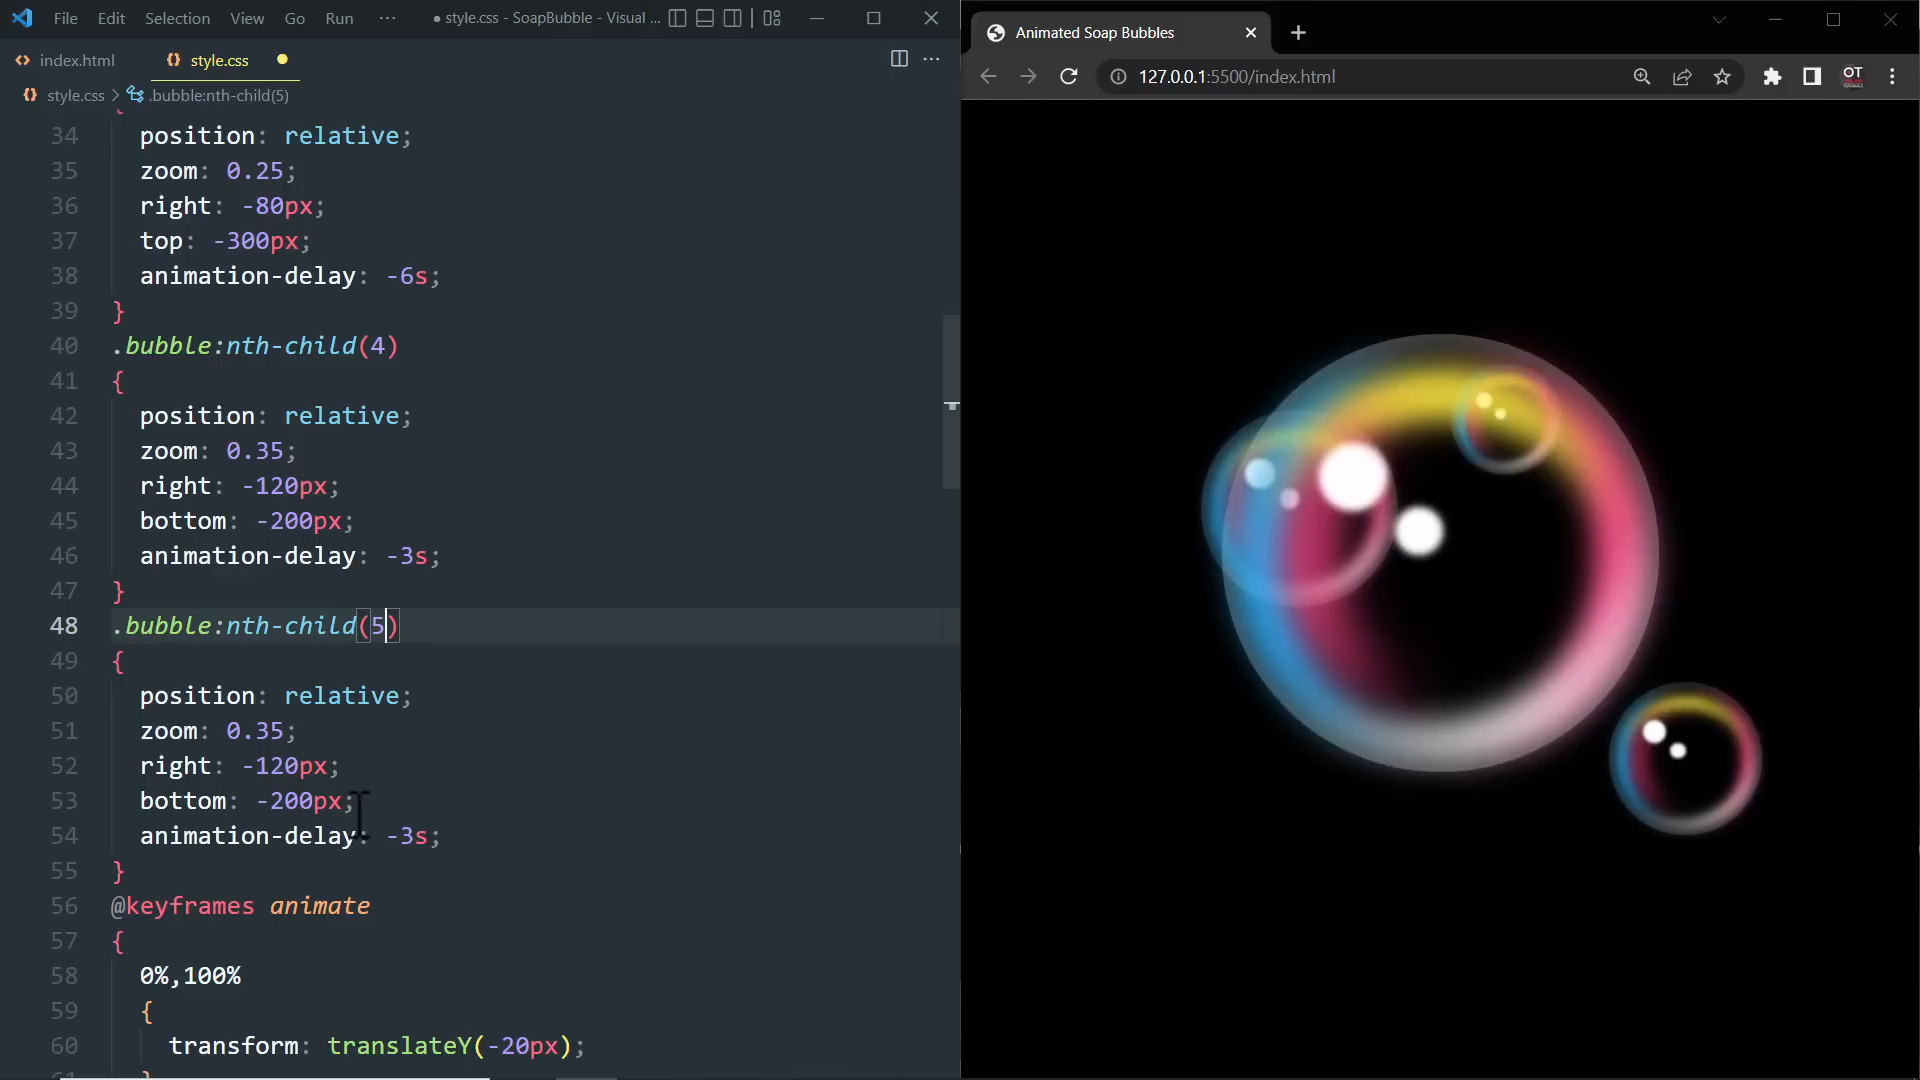 File Edit Selection View Go Run ··· ● style.css - SoapBubble - Visual ...
index.html style.css
style.css > .bubble:nth-child(5)
{
34 position: relative;
35 zoom: 0.25;
36 right: -80px;
37 top: -300px;
38 animation-delay: -6s;
39 }
40 .bubble:nth-child(4)
41 {
42 position: relative;
43 zoom: 0.35;
44 right: -120px;
45 bottom: -200px;
46 animation-delay: -3s;
47 }
48 .bubble:nth-child(5)
49 {
50 position: relative;
51 zoom: 0.35;
52 right: -120px;
53 bottom: -200px;
54 animation-delay: -3s;
55 }
56 @keyframes animate
57 {
58 0%,100%
59 {
60 transform: translateY(-20px);
61 }
Animated Soap Bubbles
127.0.0.1:5500/index.html
OT